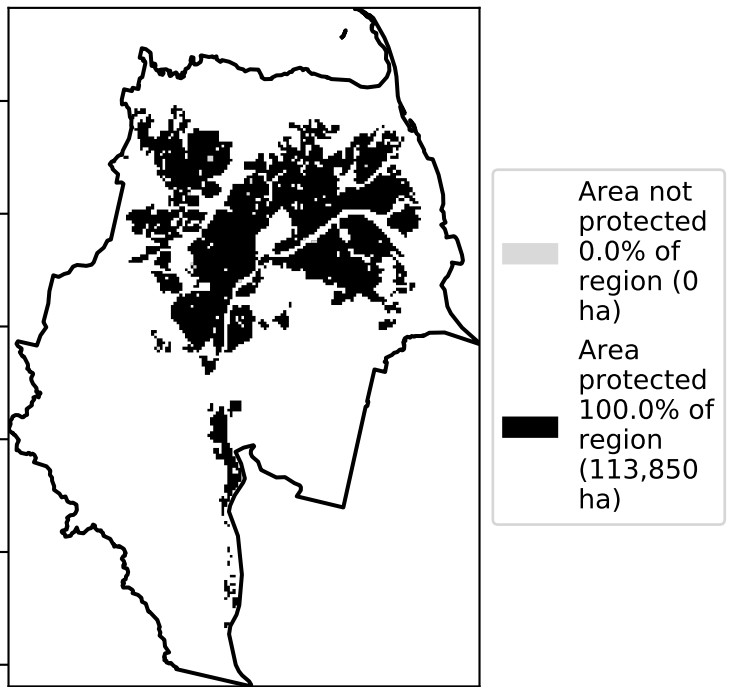 Area not
protected
0.0% of
region (0
ha)
Area
protected
100.0% of
region
(113,850
ha)